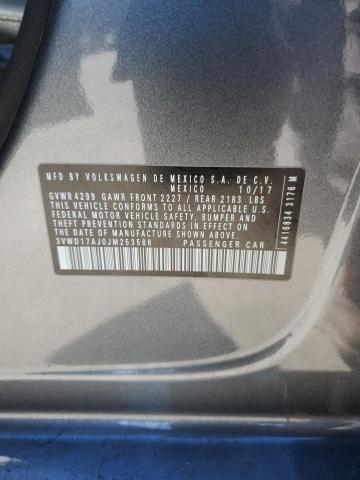 MFD BY VOLKSWAGEN DE MEXICO S.A. DE C.V.
MEXICO 10/17
GVWR 4299 GAWR FRONT 2227 / REAR 2183 LBS
THIS VEHICLE CONFORMS TO ALL APPLICABLE U.S.
FEDERAL MOTOR VEHICLE SAFETY, BUMPER AND
THEFT PREVENTION STANDARDS IN EFFECT ON
THE DATE OF MANUFACTURE SHOWN ABOVE.
3VWD17AJ0JM253586 PASSENGER CAR
4416834 3176 M